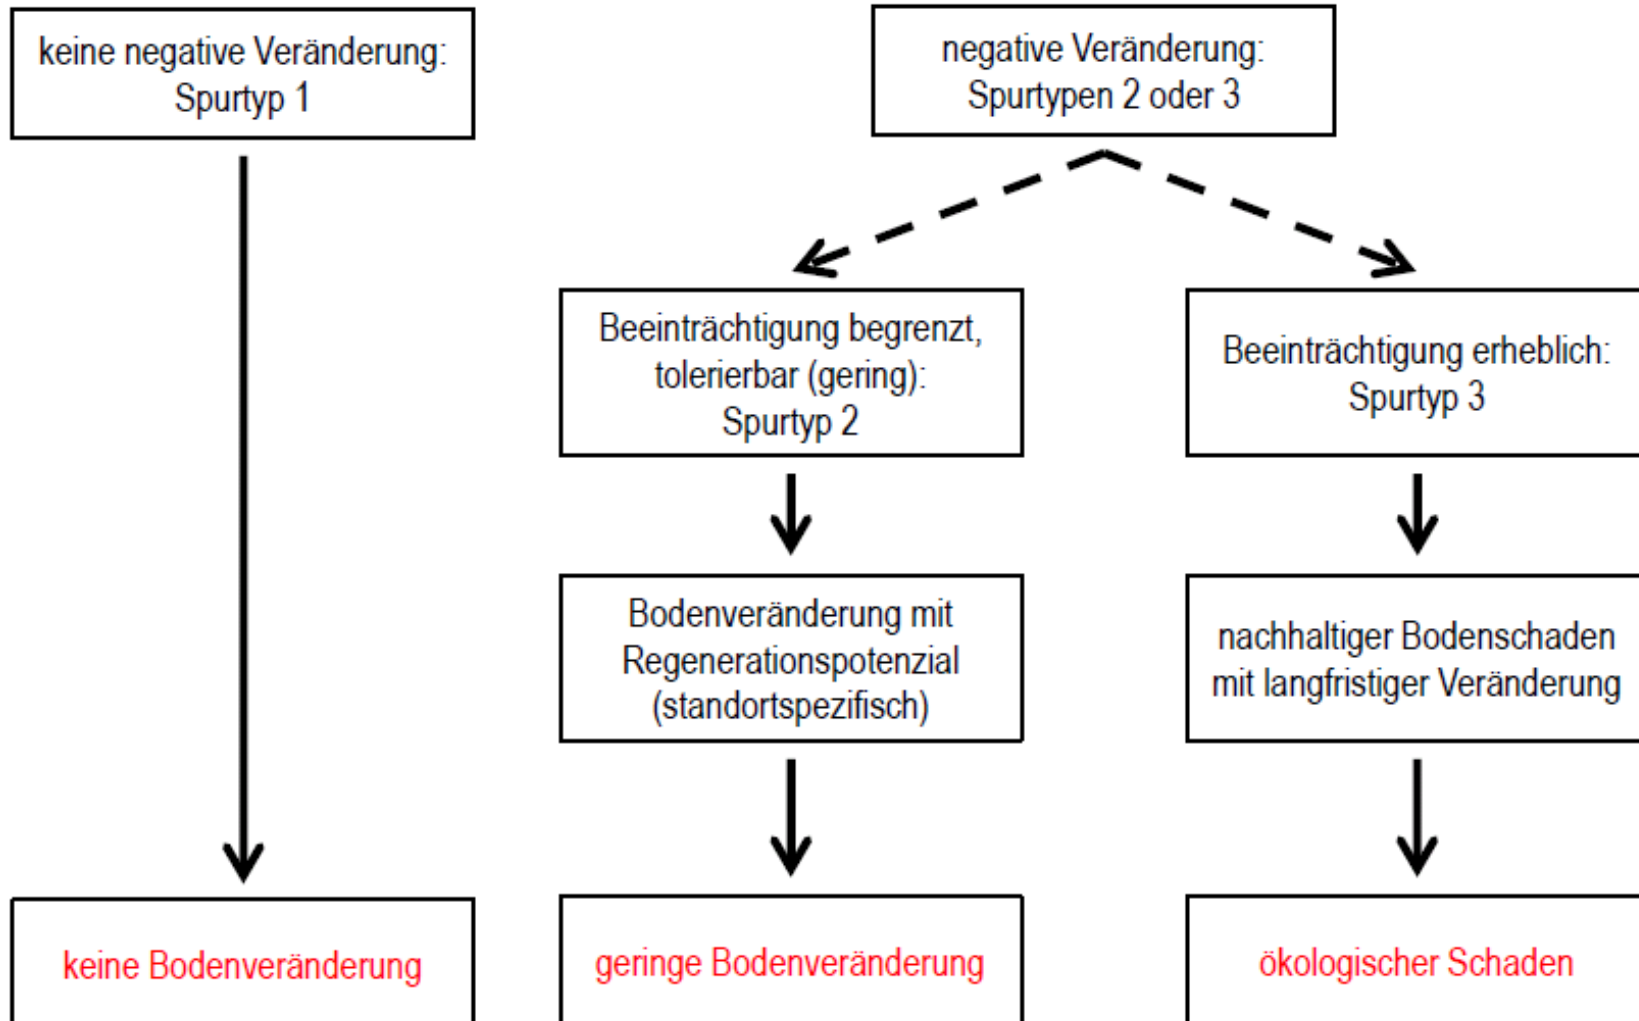 keine negative Veränderung:
Spurtyp 1
negative Veränderung:
Spurtypen 2 oder 3
Beeinträchtigung begrenzt,
tolerierbar (gering):
Spurtyp 2
Beeinträchtigung erheblich:
Spurtyp 3
Bodenveränderung mit
Regenerationspotenzial
(standortspezifisch)
nachhaltiger Bodenschaden
mit langfristiger Veränderung
keine Bodenveränderung
geringe Bodenveränderung
ökologischer Schaden